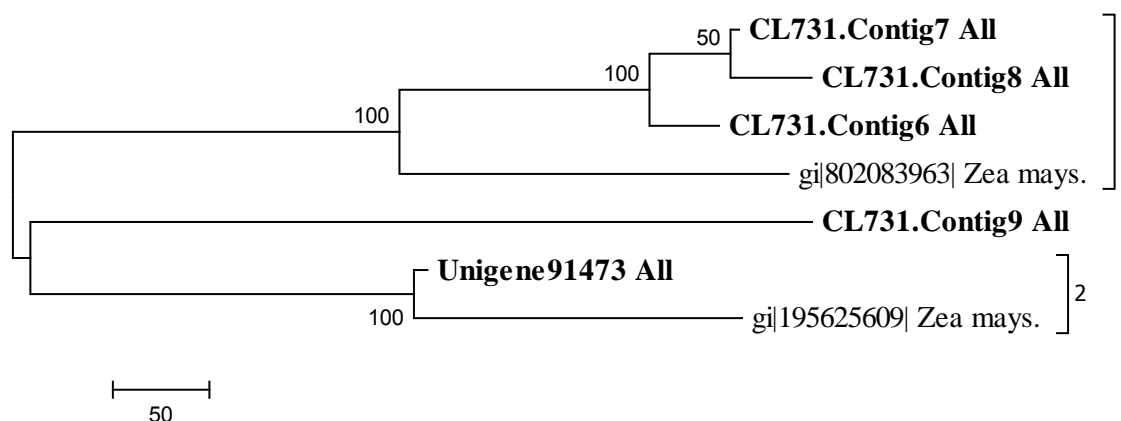 50
CL731.Contig7 All
100
CL731.Contig8 All
100
CL731.Contig6 All
gi|802083963| Zea mays.
CL731.Contig9 All
Unigene91473 All
2
100
gi|195625609| Zea mays.
50